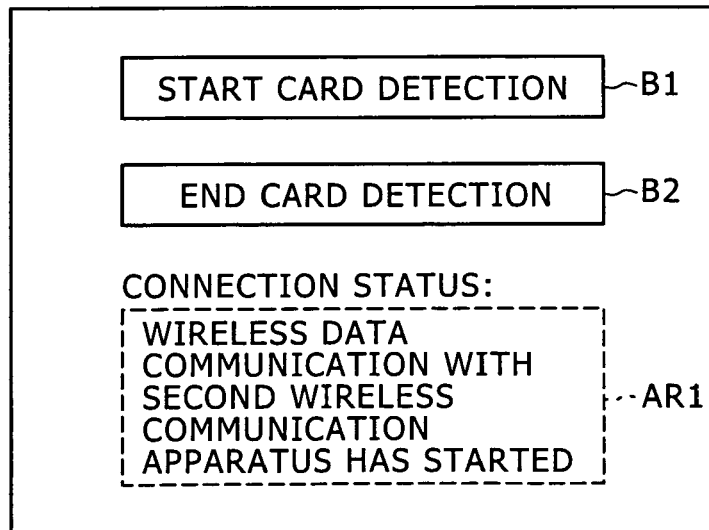 START CARD DETECTION B1
END CARD DETECTION B2
CONNECTION STATUS:
WIRELESS DATA
COMMUNICATION WITH
SECOND WIRELESS AR1
COMMUNICATION
APPARATUS HAS STARTED